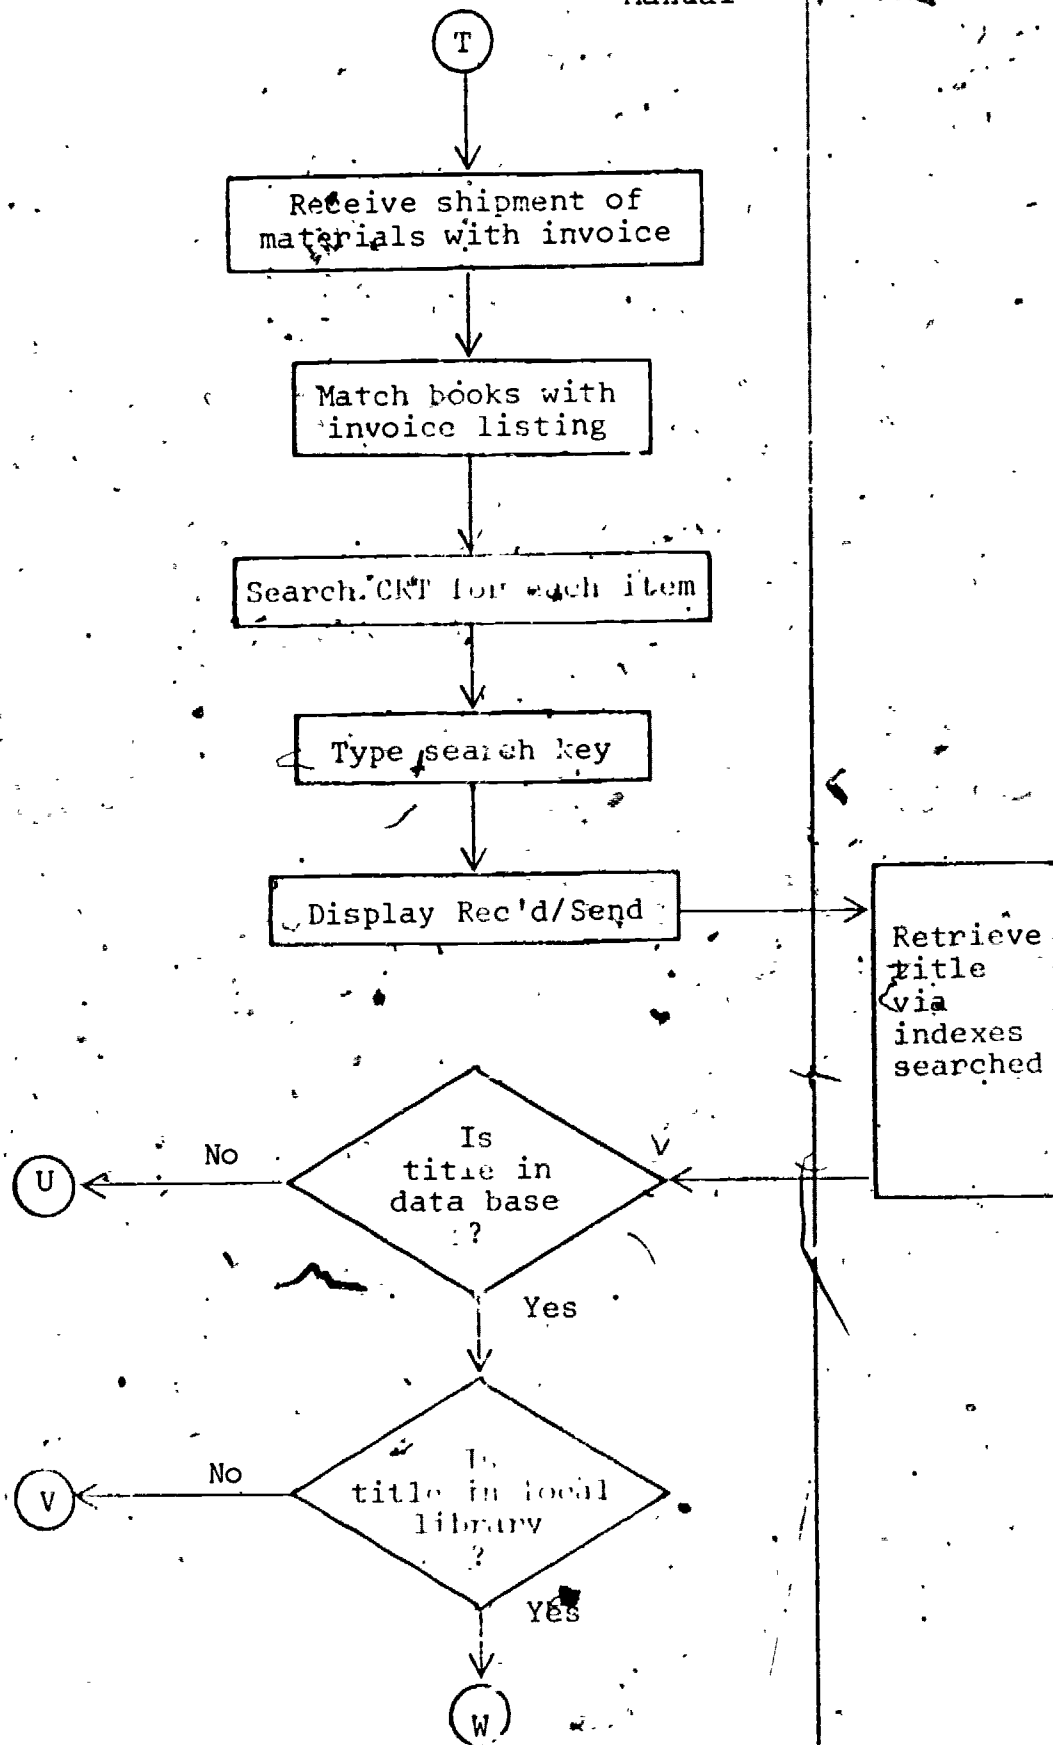 Manual
T
Receive shipment of
materials with invoice
Match books with
invoice listing
Search CRT for each item
Type search key
Display Rec'd/Send
Retrieve
title
via
indexes
searched
Is
title in
data base
?
No
U
Yes
Is
title in local
library
?
No
V
Yes
W